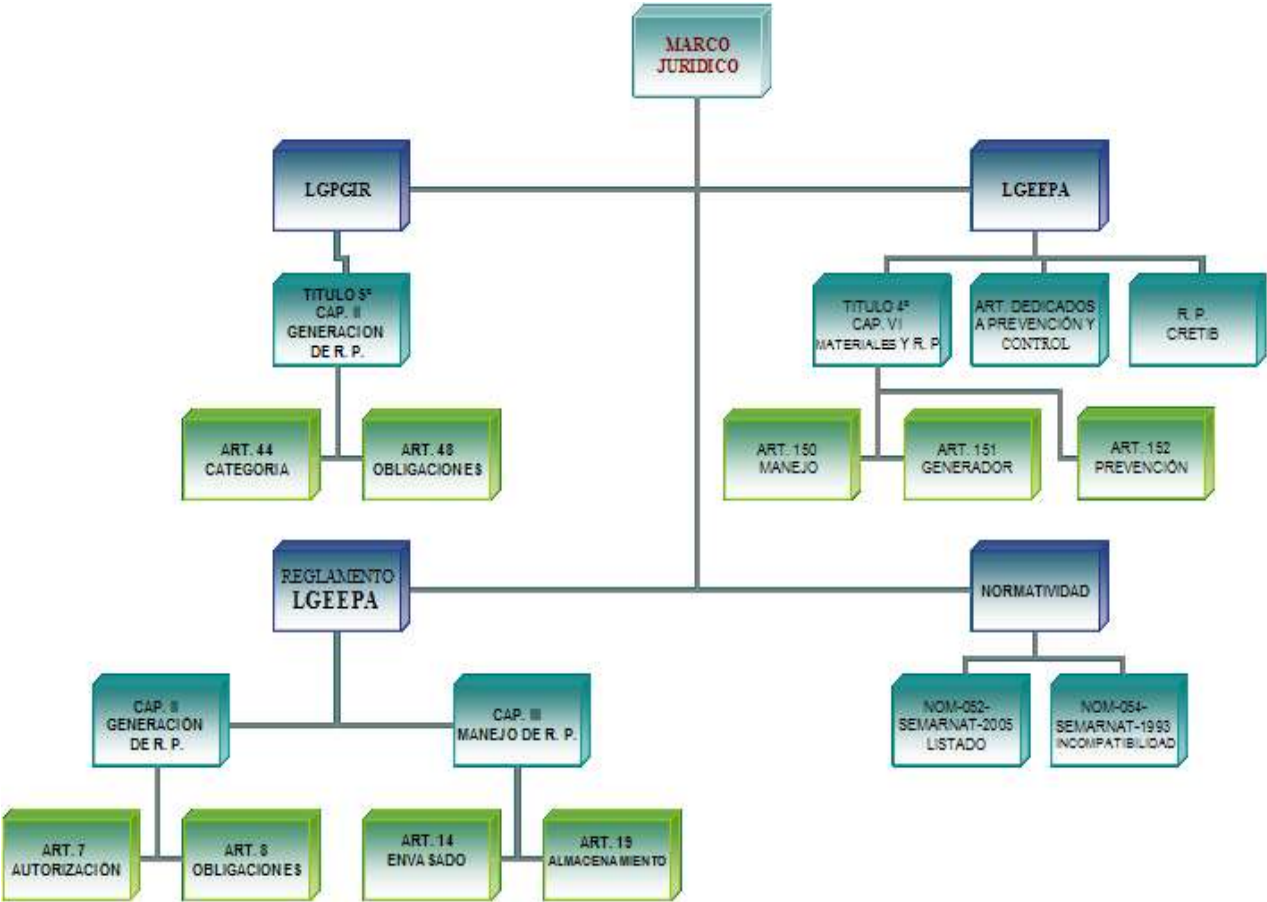 MARCO
JURIDICO
LGPGIR
LGEEPA
TITULO 5º
CAP. II
GENERACION
DE R. P.
TITULO 4º
CAP. VI
MATERIALES Y R. P
ART. DEDICADOS
A PREVENCIÓN Y
CONTROL
R. P.
CRETIB
ART. 44
CATEGORIA
ART. 48
OBLIGACIONES
ART. 150
MANEJO
ART. 151
GENERADOR
ART. 152
PREVENCIÓN
REGLAMENTO
LGEEPA
NORMATIVIDAD
CAP. II
GENERACIÓN
DE R. P.
CAP. III
MANEJO DE R. P.
NOM-052-
SEMARNAT-2005
LISTADO
NOM-054-
SEMARNAT-1993
INCOMPATIBILIDAD
ART. 7
AUTORIZACIÓN
ART. 8
OBLIGACIONES
ART. 14
ENVASADO
ART. 19
ALMACENAMIENTO